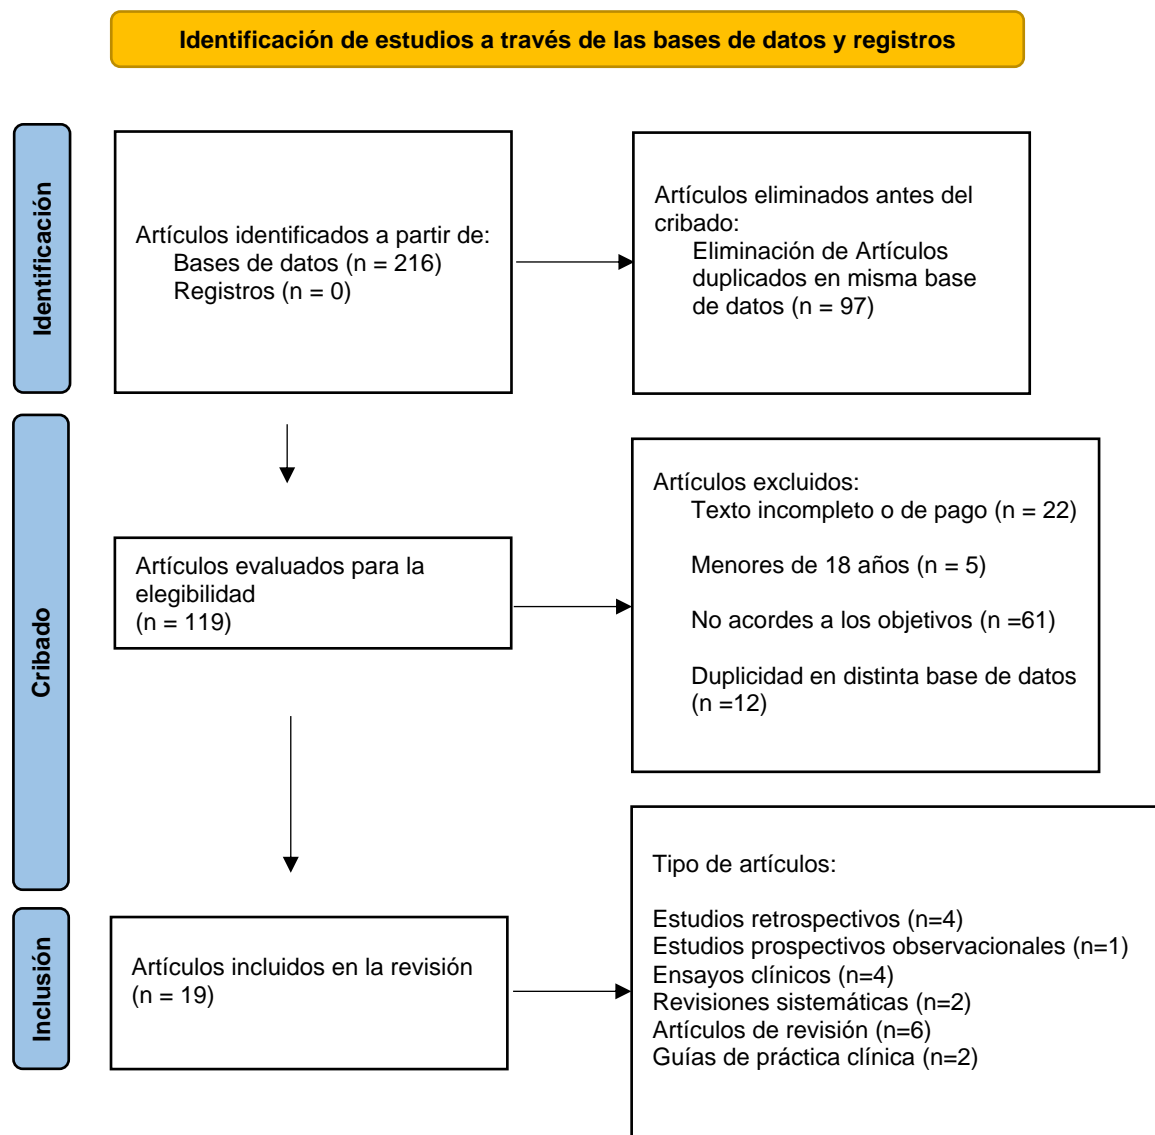 Identificación de estudios a través de las bases de datos y registros
Identificación
Artículos identificados a partir de:
Bases de datos (n = 216)
Registros (n = 0)
Artículos eliminados antes del
cribado:
Eliminación de Artículos
duplicados en misma base
de datos (n = 97)
Cribado
Artículos evaluados para la
elegibilidad
(n = 119)
Artículos excluidos:
Texto incompleto o de pago (n = 22)
Menores de 18 años (n = 5)
No acordes a los objetivos (n =61)
Duplicidad en distinta base de datos
(n =12)
Inclusión
Artículos incluidos en la revisión
(n = 19)
Tipo de artículos:
Estudios retrospectivos (n=4)
Estudios prospectivos observacionales (n=1)
Ensayos clínicos (n=4)
Revisiones sistemáticas (n=2)
Artículos de revisión (n=6)
Guías de práctica clínica (n=2)